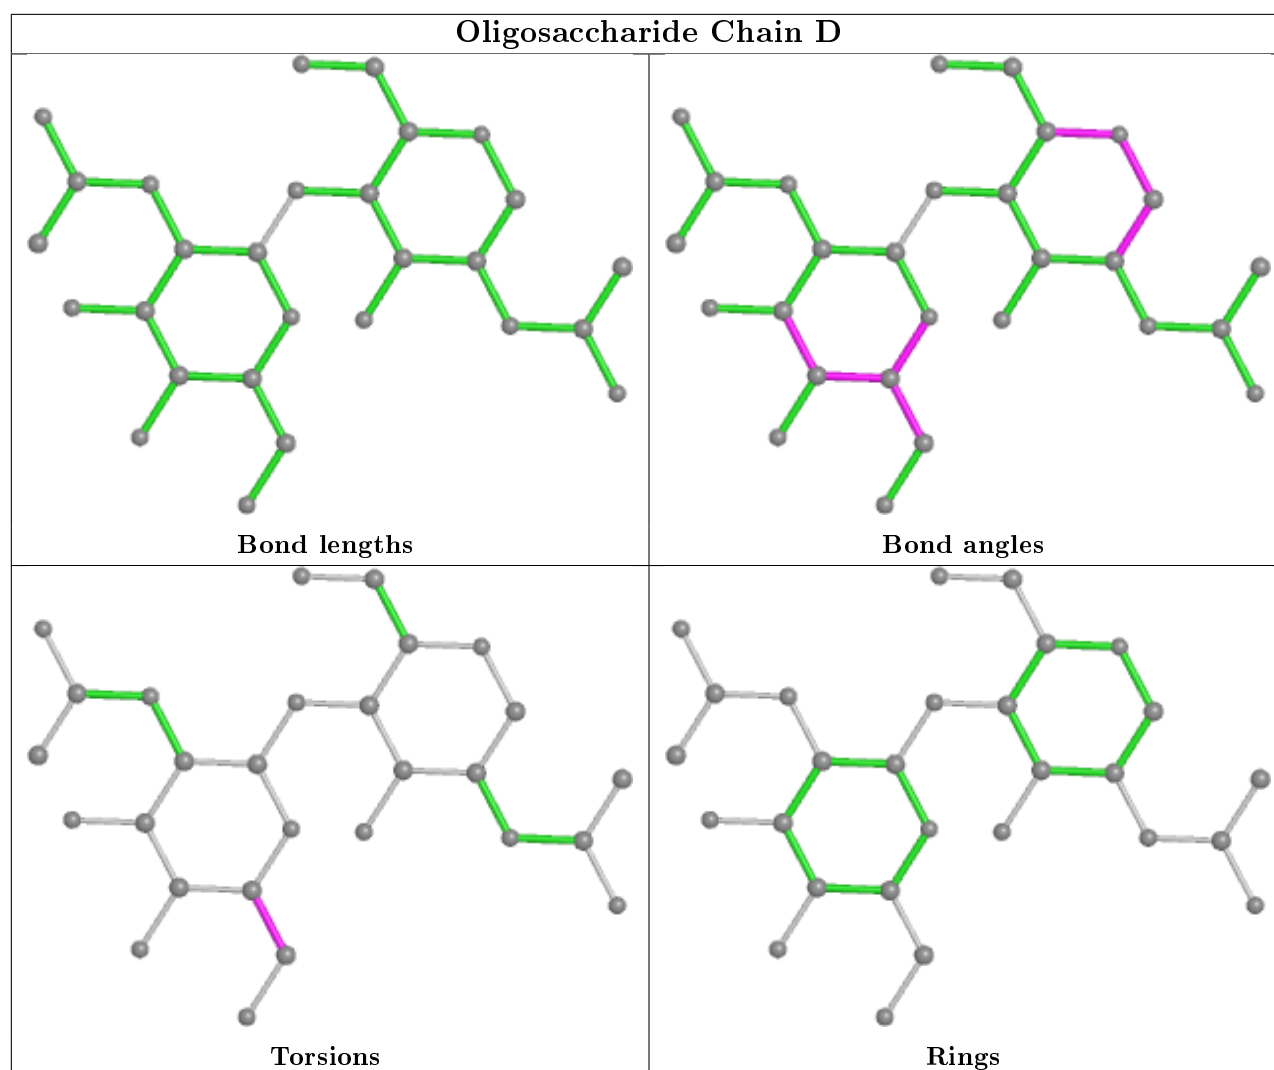 Oligosaccharide Chain D
Bond lengths
Bond angles
Torsions
Rings